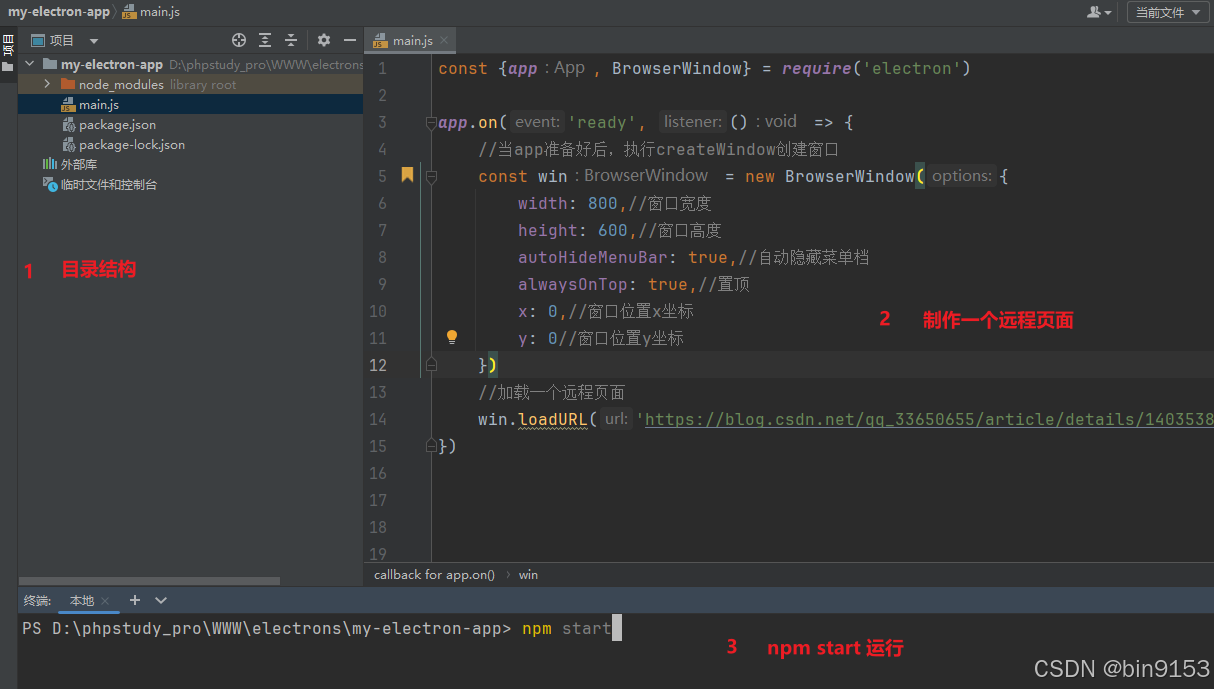 my-electron-app main.js
当前文件
项目
项目
main.js
my-electron-app D:\phpstudy_pro\WWW\electrons
node_modules library root
main.js
package.json
package-lock.json
外部库
临时文件和控制台
1 目录结构
1 const {app : App , BrowserWindow} = require('electron')
2
3 app.on( event: 'ready', listener: () : void => {
4 //当app准备好后，执行createWindow创建窗口
5 const win : BrowserWindow = new BrowserWindow( options: {
6 width: 800,//窗口宽度
7 height: 600,//窗口高度
8 autoHideMenuBar: true,//自动隐藏菜单档
9 alwaysOnTop: true,//置顶
10 x: 0,//窗口位置x坐标
11 y: 0//窗口位置y坐标
12 })
13 //加载一个远程页面
14 win.loadURL( url: 'https://blog.csdn.net/qq_33650655/article/details/1403538
15 })
16
17
18
19
2 制作一个远程页面
callback for app.on() › win
终端: 本地
PS D:\phpstudy_pro\WWW\electrons\my-electron-app> npm start
3 npm start 运行
CSDN @bin9153